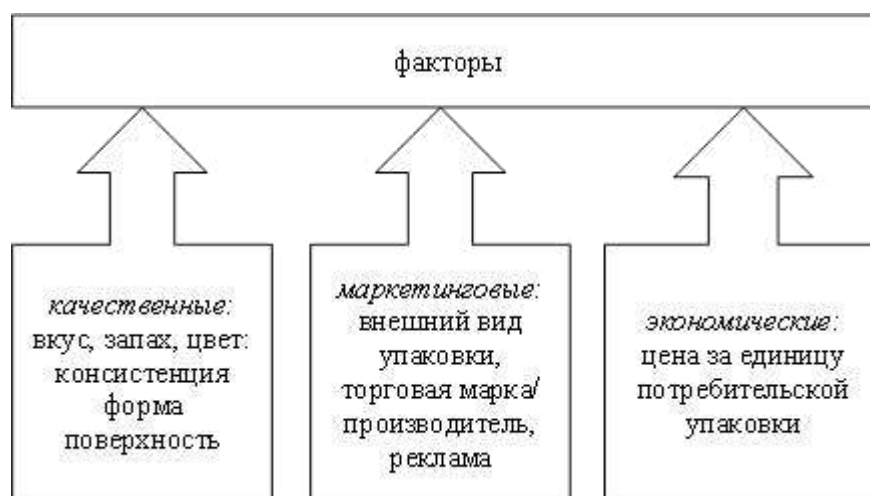 факторы
качественные:
вкус, запах, цвет:
консистенция
форма
поверхность
маркетинговые:
внешний вид
упаковки,
торговая марка/
производитель,
реклама
экономические:
цена за единицу
потребительской
упаковки